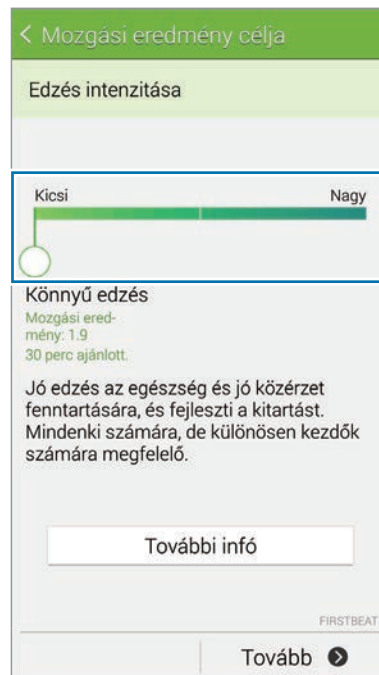 Mozgási eredmény célja
Edzés intenzitása
Kicsi Nagy
Könnyű edzés
Mozgási ered-
mény: 1.9
30 perc ajánlott.
Jó edzés az egészség és jó közérzet
fenntartására, és fejleszti a kitartást.
Mindenki számára, de különösen kezdők
számára megfelelő.
További infó
FIRSTBEAT
Tovább